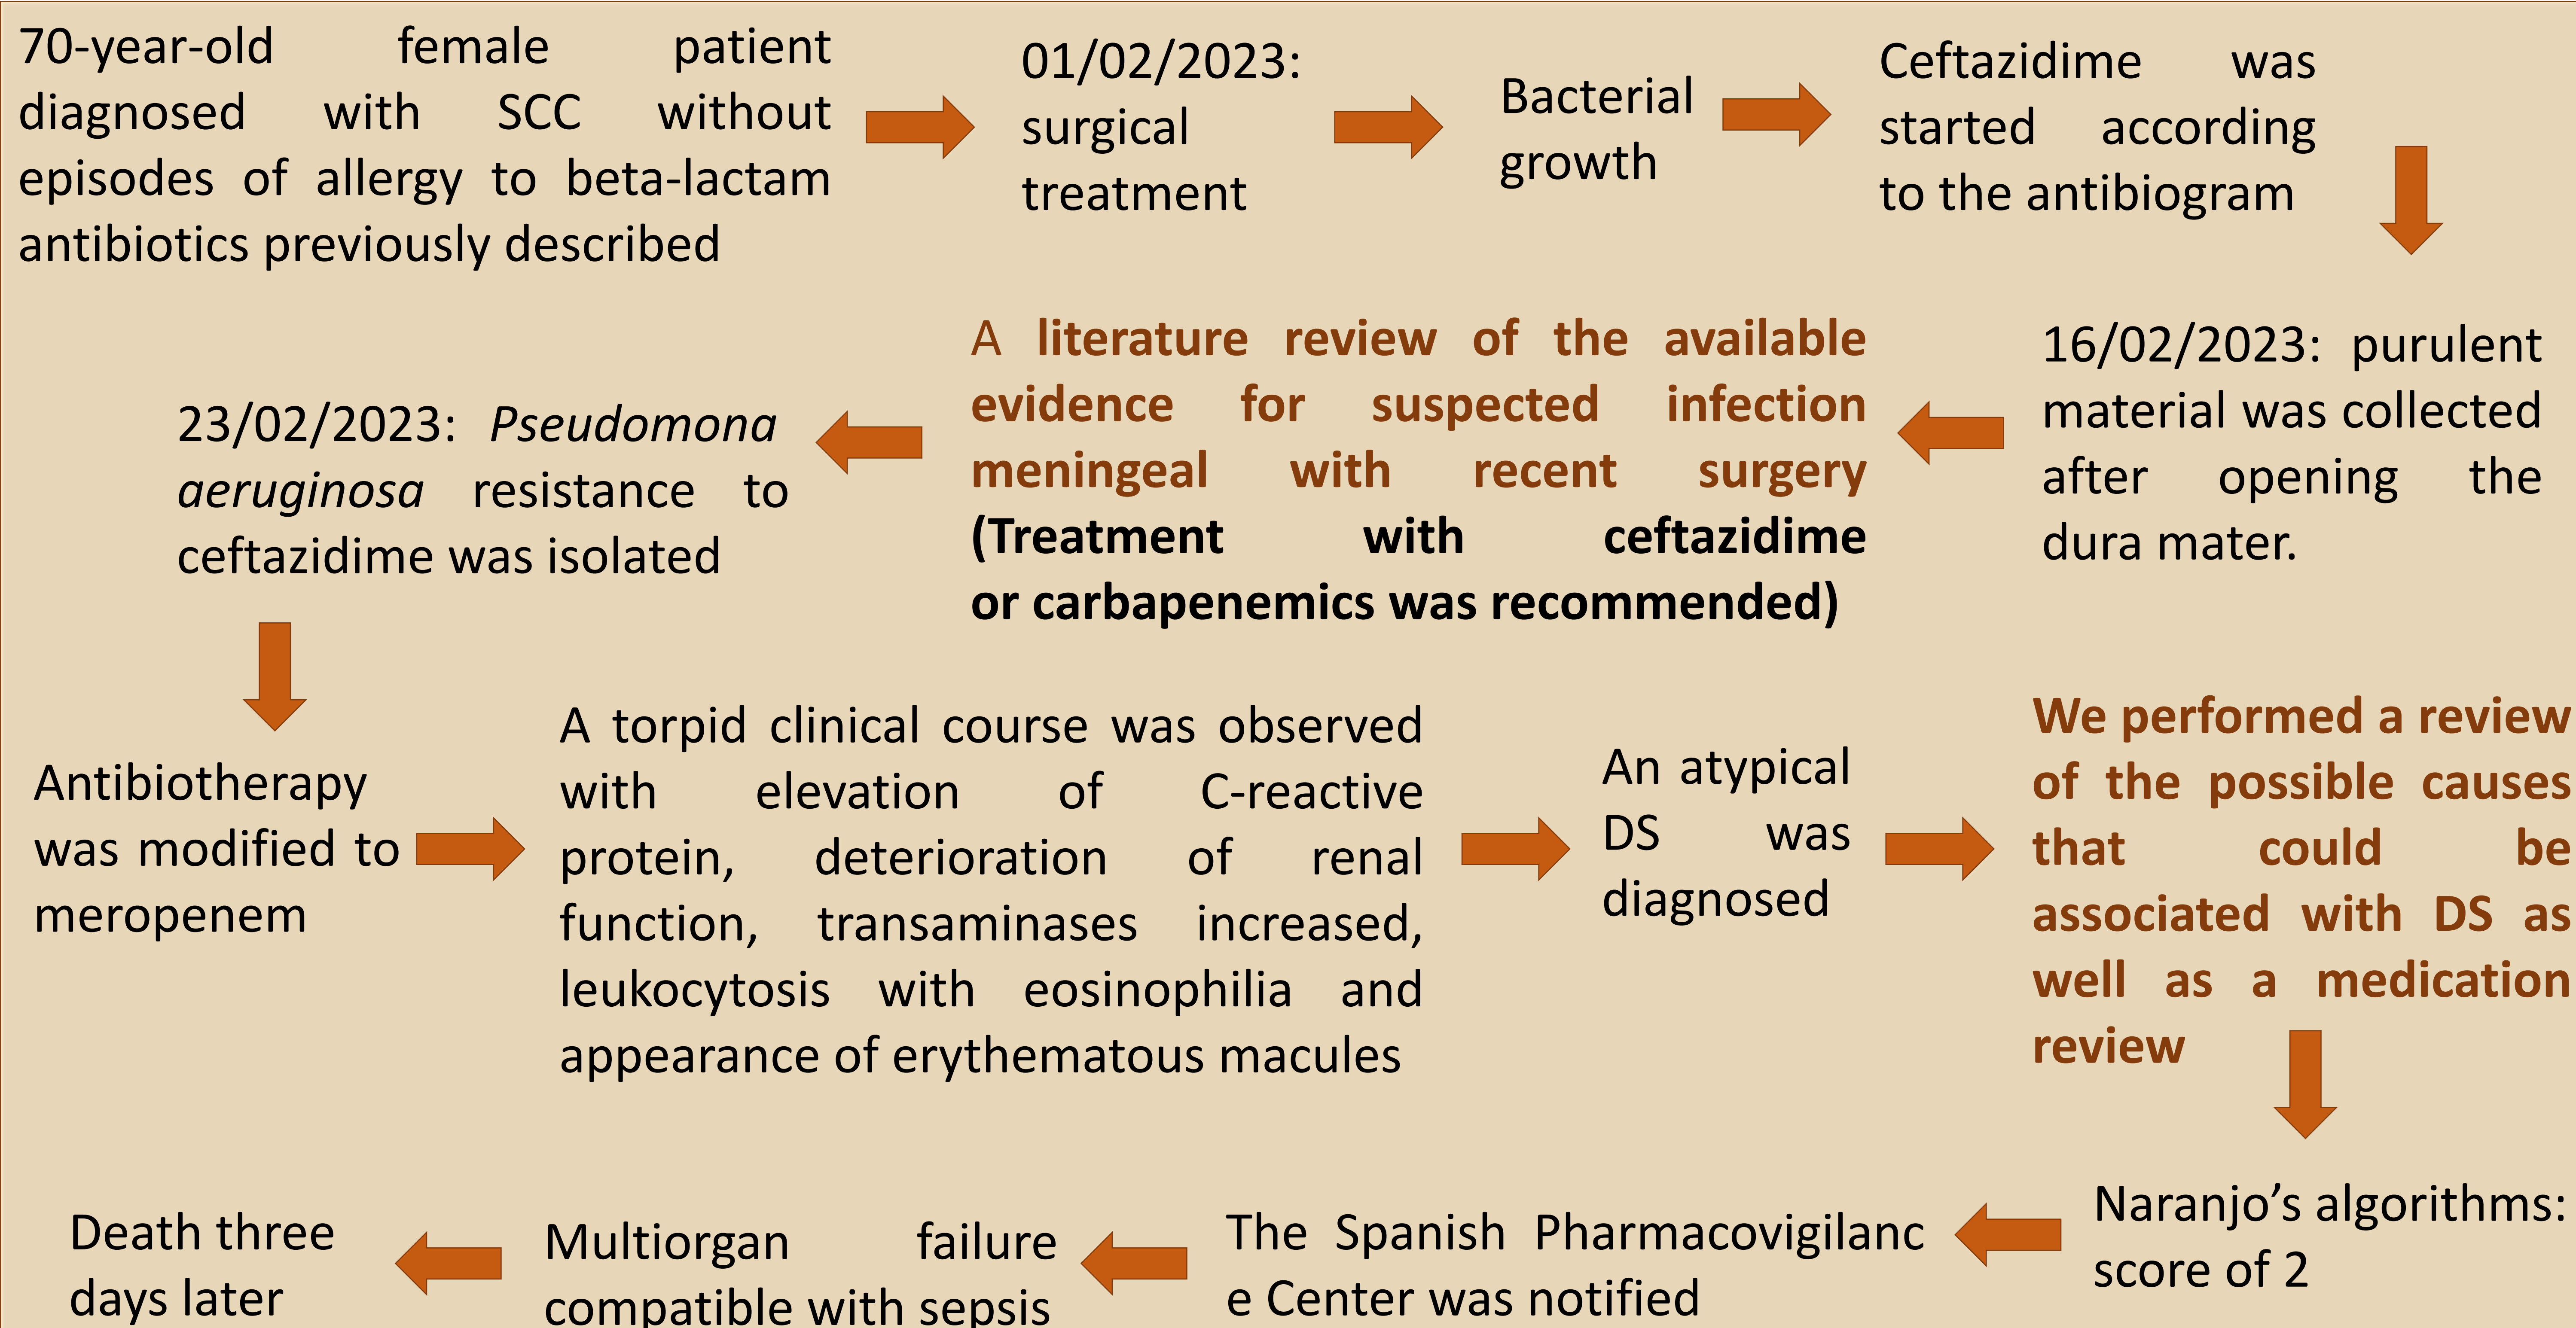 70-year-old female patient
diagnosed with SCC without
episodes of allergy to beta-lactam
antibiotics previously described
01/02/2023:
surgical
treatment
Bacterial
growth
Ceftazidime was
started according
to the antibiogram
16/02/2023: purulent
material was collected
after opening the
dura mater.
A literature review of the available
evidence for suspected infection
meningeal with recent surgery
(Treatment with ceftazidime
or carbapenemics was recommended)
23/02/2023: Pseudomona
aeruginosa resistance to
ceftazidime was isolated
Antibiotherapy
was modified to
meropenem
A torpid clinical course was observed
with elevation of C-reactive
protein, deterioration of renal
function, transaminases increased,
leukocytosis with eosinophilia and
appearance of erythematous macules
An atypical
DS was
diagnosed
We performed a review
of the possible causes
that could be
associated with DS as
well as a medication
review
Naranjo’s algorithms:
score of 2
The Spanish Pharmacovigilanc
e Center was notified
Multiorgan failure
compatible with sepsis
Death three
days later